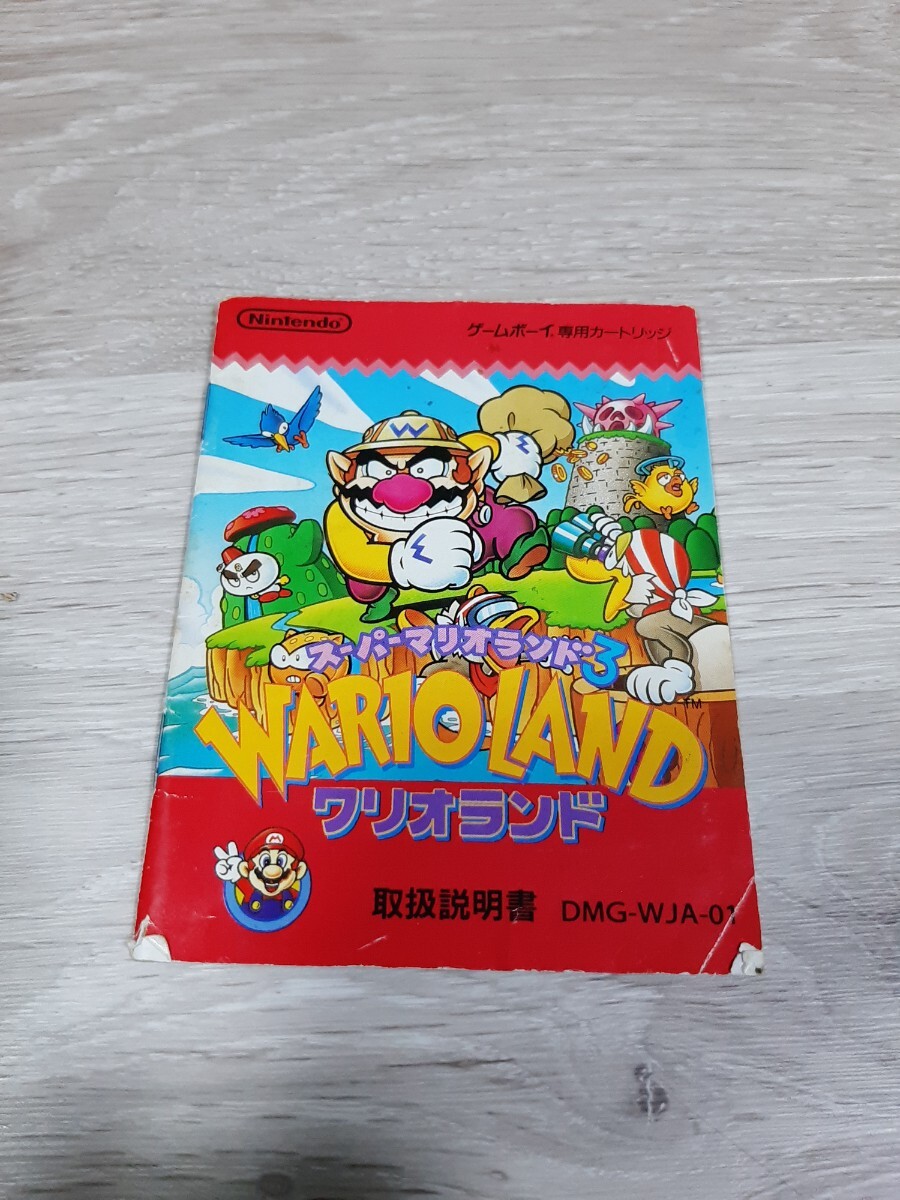 Nintendo
ゲームボーイ専用カートリッジ
W
スーパーマリオランド3
WARIO LAND TM
ワリオランド
M
取扱説明書 DMG-WJA-01